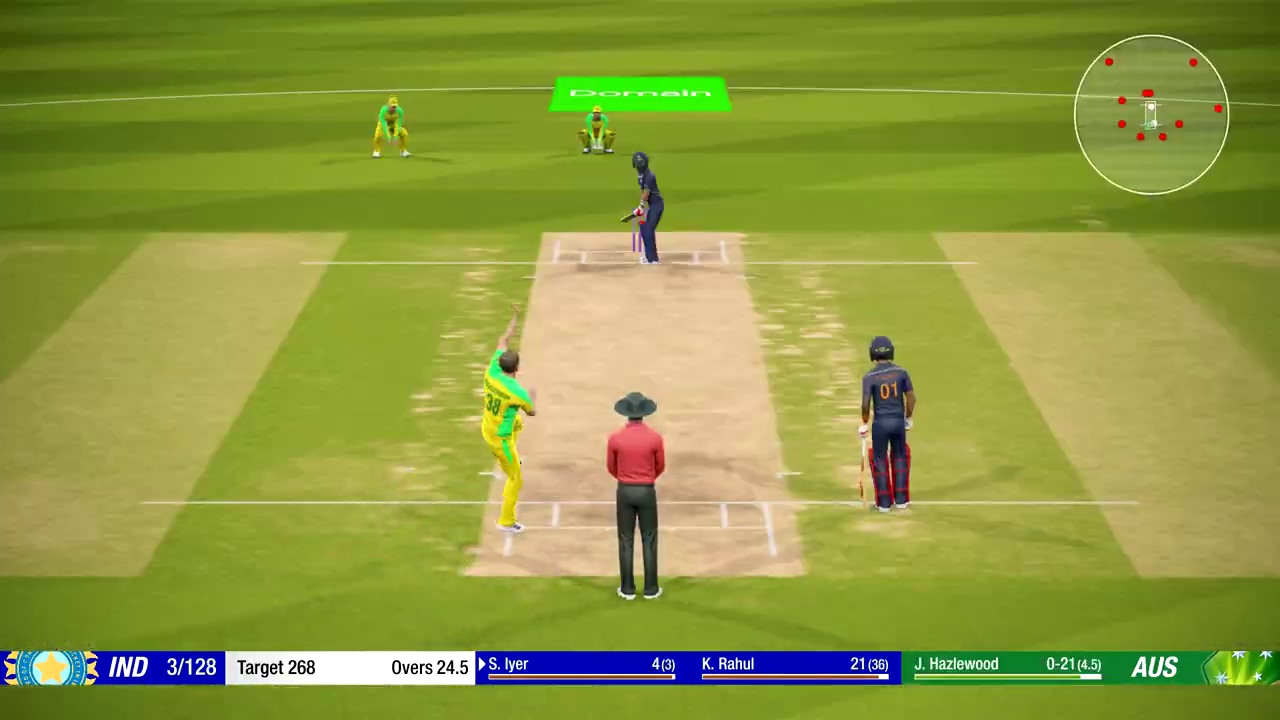 Domain
38
01
IND 3/128 Target 268 Overs 24.5 S. Iyer 4(3) K. Rahul 21(36) J. Hazlewood 0-21(4.5) AUS